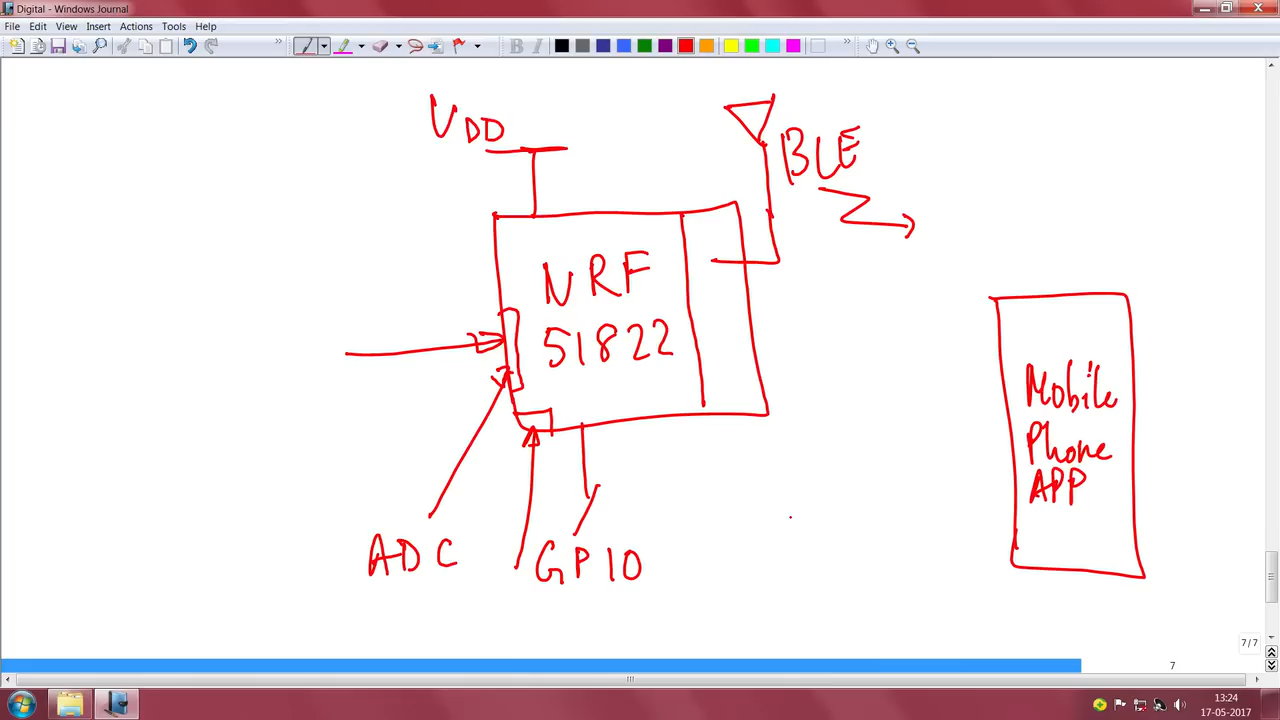 Digital - Windows Journal
File Edit View Insert Actions Tools Help
B I
VDD
BLE
NRF
51822
Mobile
Phone
APP
ADC
GPIO
7/7
7
13:24
17-05-2017